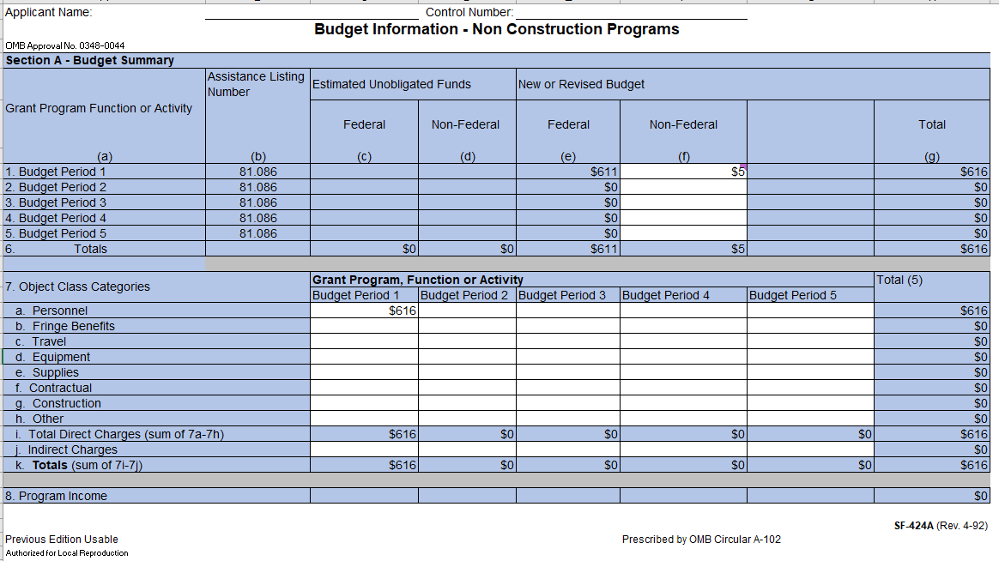 Applicant Name: Control Number:
Budget Information - Non Construction Programs
OMB Approval No. 0348-0044
Section A - Budget Summary
Grant Program Function or Activity Assistance Listing Number Estimated Unobligated Funds New or Revised Budget
Federal Non-Federal Federal Non-Federal Total
(a) (b) (c) (d) (e) (f) (g)
1. Budget Period 1 81.086 $611 $5 $616
2. Budget Period 2 81.086 $0 $0
3. Budget Period 3 81.086 $0 $0
4. Budget Period 4 81.086 $0 $0
5. Budget Period 5 81.086 $0 $0
6. Totals $0 $0 $611 $5 $616
7. Object Class Categories Grant Program, Function or Activity Total (5)
Budget Period 1 Budget Period 2 Budget Period 3 Budget Period 4 Budget Period 5
a. Personnel $616 $616
b. Fringe Benefits $0
c. Travel $0
d. Equipment $0
e. Supplies $0
f. Contractual $0
g. Construction $0
h. Other $0
i. Total Direct Charges (sum of 7a-7h) $616 $0 $0 $0 $0 $616
j. Indirect Charges $0
k. Totals (sum of 7i-7j) $616 $0 $0 $0 $0 $616
8. Program Income $0
SF-424A (Rev. 4-92)
Previous Edition Usable Prescribed by OMB Circular A-102
Authorized for Local Reproduction